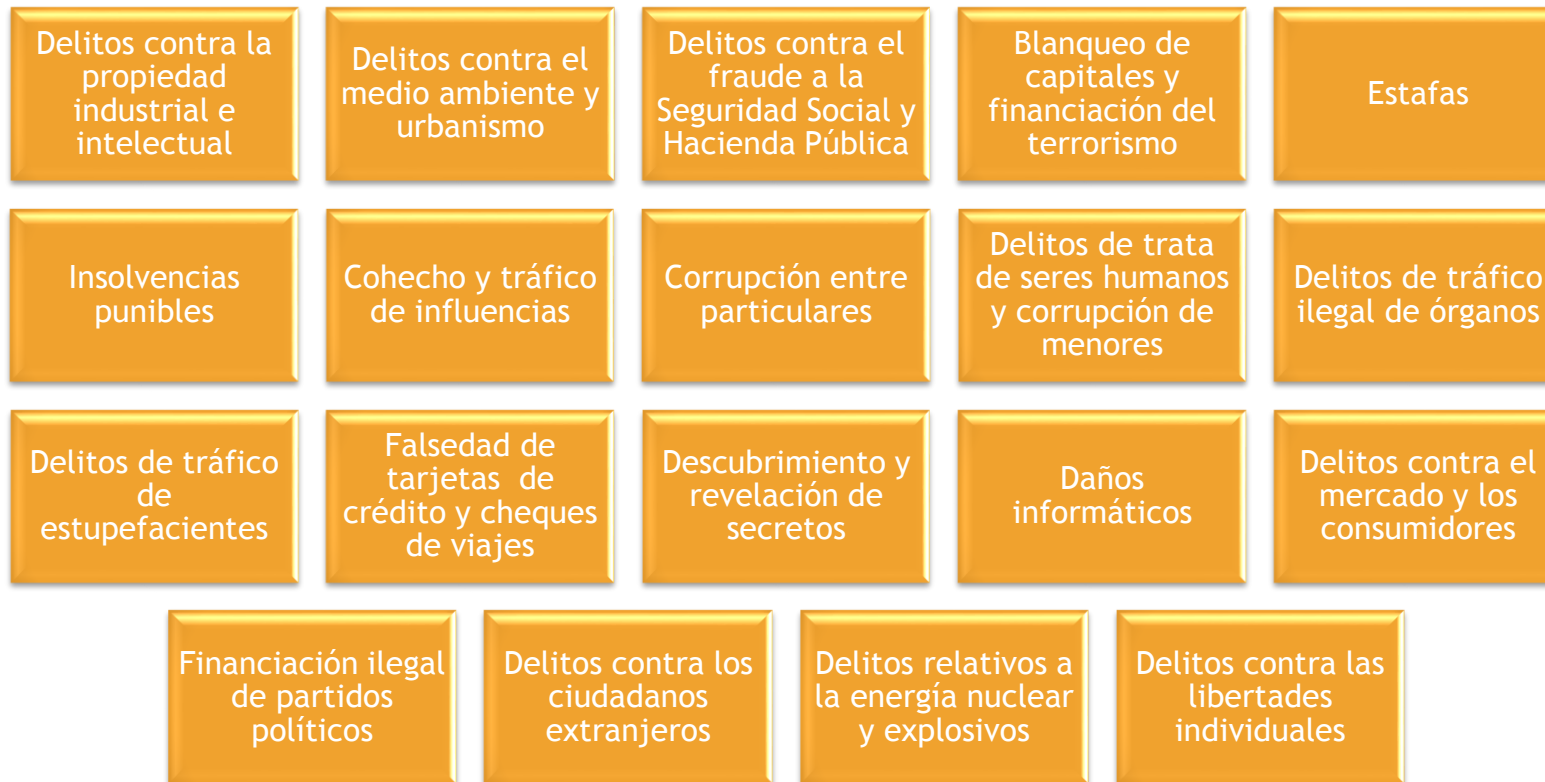 Delitos contra la
propiedad
industrial e
intelectual
Delitos contra el
medio ambiente y
urbanismo
Delitos contra el
fraude a la
Seguridad Social y
Hacienda Pública
Blanqueo de
capitales y
financiación del
terrorismo
Estafas
Insolvencias
punibles
Cohecho y tráfico
de influencias
Corrupción entre
particulares
Delitos de trata
de seres humanos
y corrupción de
menores
Delitos de tráfico
ilegal de órganos
Delitos de tráfico
de
estupefacientes
Falsedad de
tarjetas de
crédito y cheques
de viajes
Descubrimiento y
revelación de
secretos
Daños
informáticos
Delitos contra el
mercado y los
consumidores
Financiación ilegal
de partidos
políticos
Delitos contra los
ciudadanos
extranjeros
Delitos relativos a
la energía nuclear
y explosivos
Delitos contra las
libertades
individuales